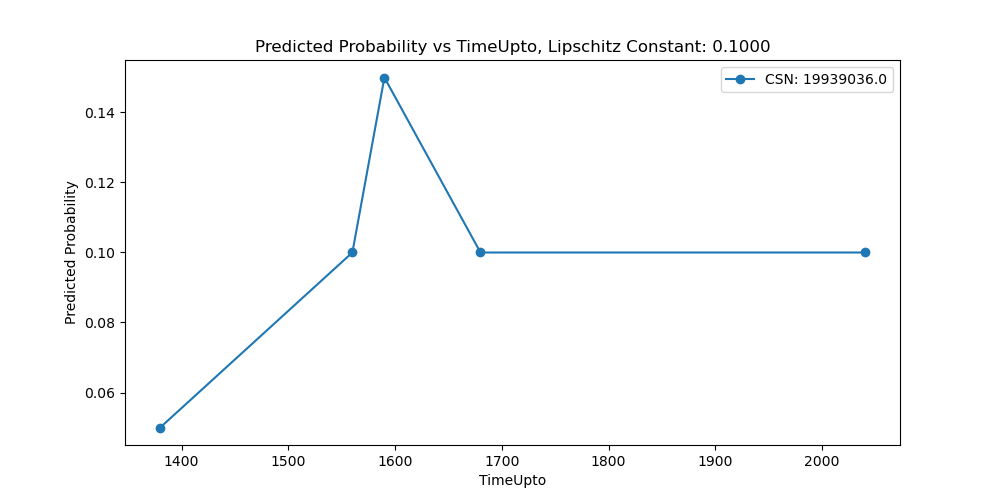 Predicted Probability vs TimeUpto, Lipschitz Constant: 0.1000
CSN: 19939036.0
0.14
0.12
0.10
0.08
0.06
Predicted Probability
1400 1500 1600 1700 1800 1900 2000
TimeUpto